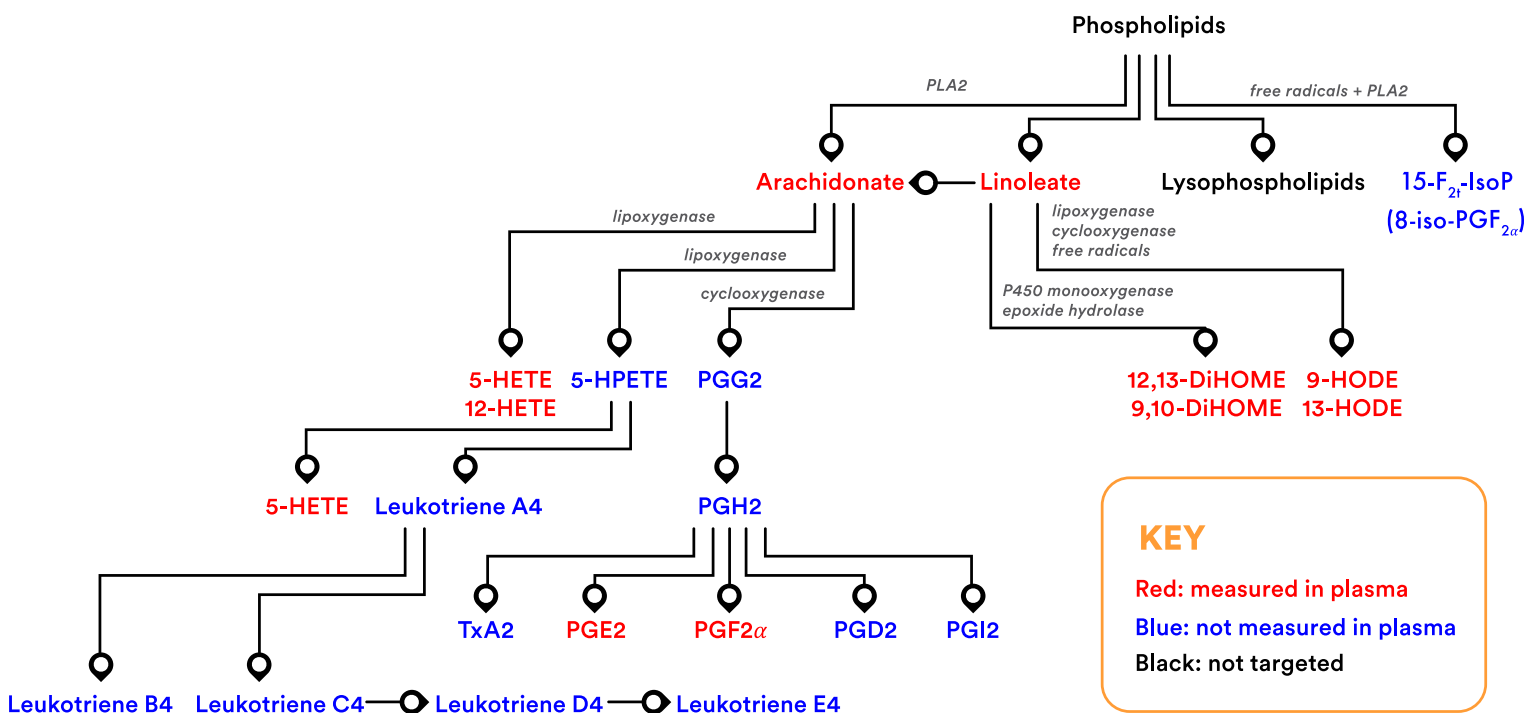 Phospholipids
PLA2
free radicals + PLA2
Arachidonate
Linoleate
Lysophospholipids
15-F₂ₜ-IsoP
(8-iso-PGF₂α)
lipoxygenase
lipoxygenase
cyclooxygenase
free radicals
lipoxygenase
cyclooxygenase
P450 monooxygenase
epoxide hydrolase
5-HETE
12-HETE
5-HPETE
PGG2
12,13-DiHOME
9,10-DiHOME
9-HODE
13-HODE
5-HETE
Leukotriene A4
PGH2
TxA2
PGE2
PGF2α
PGD2
PGI2
Leukotriene B4
Leukotriene C4
Leukotriene D4
Leukotriene E4
KEY
Red: measured in plasma
Blue: not measured in plasma
Black: not targeted